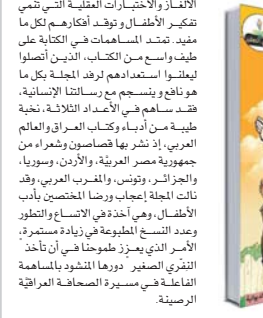 الألغاز والاختبارات العقلية التي تنمي
تفكير الأطفال و توقد أفكارهم لكل ما
مفيد. تمتد المساهمات في الكتابة على
طيف واسع من الكتاب، الذين أتصلوا
ليعلنوا استعدادهم لرفد المجلة بكل ما
هو نافع وينسجم مع رسالتنا الإنسانية،
فقد ساهم في الأعداد الثلاثة، نخبة
طيبة من أدباء وكتاب العراق والعالم
العربي، إذ نشر بها قصاصون وشعراء من
جمهورية مصر العربيَّة، والأردن، وسوريا،
والجزائر، وتونس، والمغرب العربي، وقد
نالت المجلة إعجاب ورضا المختصين بأدب
الأطفال، وهي آخذة في الاتساع والتطور
وعدد النسخ المطبوعة في زيادة مستمرة،
الأمر الذي يعزز طموحنا في أن تأخذ
النِفّري الصغير دورها المنشود بالمساهمة
الفاعلة في مسيرة الصحافة العراقيَّة
الرصينة.